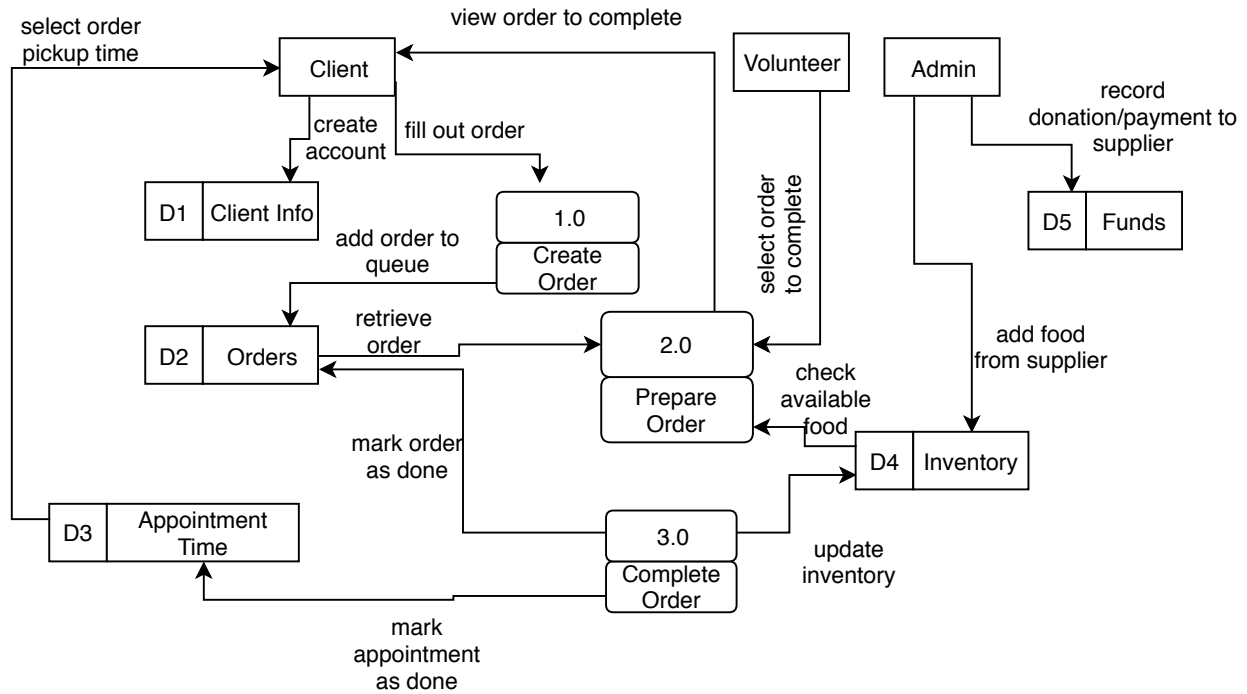 view order to complete
select order
pickup time
Client
Volunteer
Admin
record
donation/payment to
supplier
create
account
fill out order
D1
Client Info
1.0
Create
Order
select order
to complete
D5
Funds
add order to
queue
D2
Orders
retrieve
order
2.0
Prepare
Order
add food
from supplier
check
available
food
mark order
as done
D4
Inventory
D3
Appointment
Time
3.0
Complete
Order
update
inventory
mark
appointment
as done